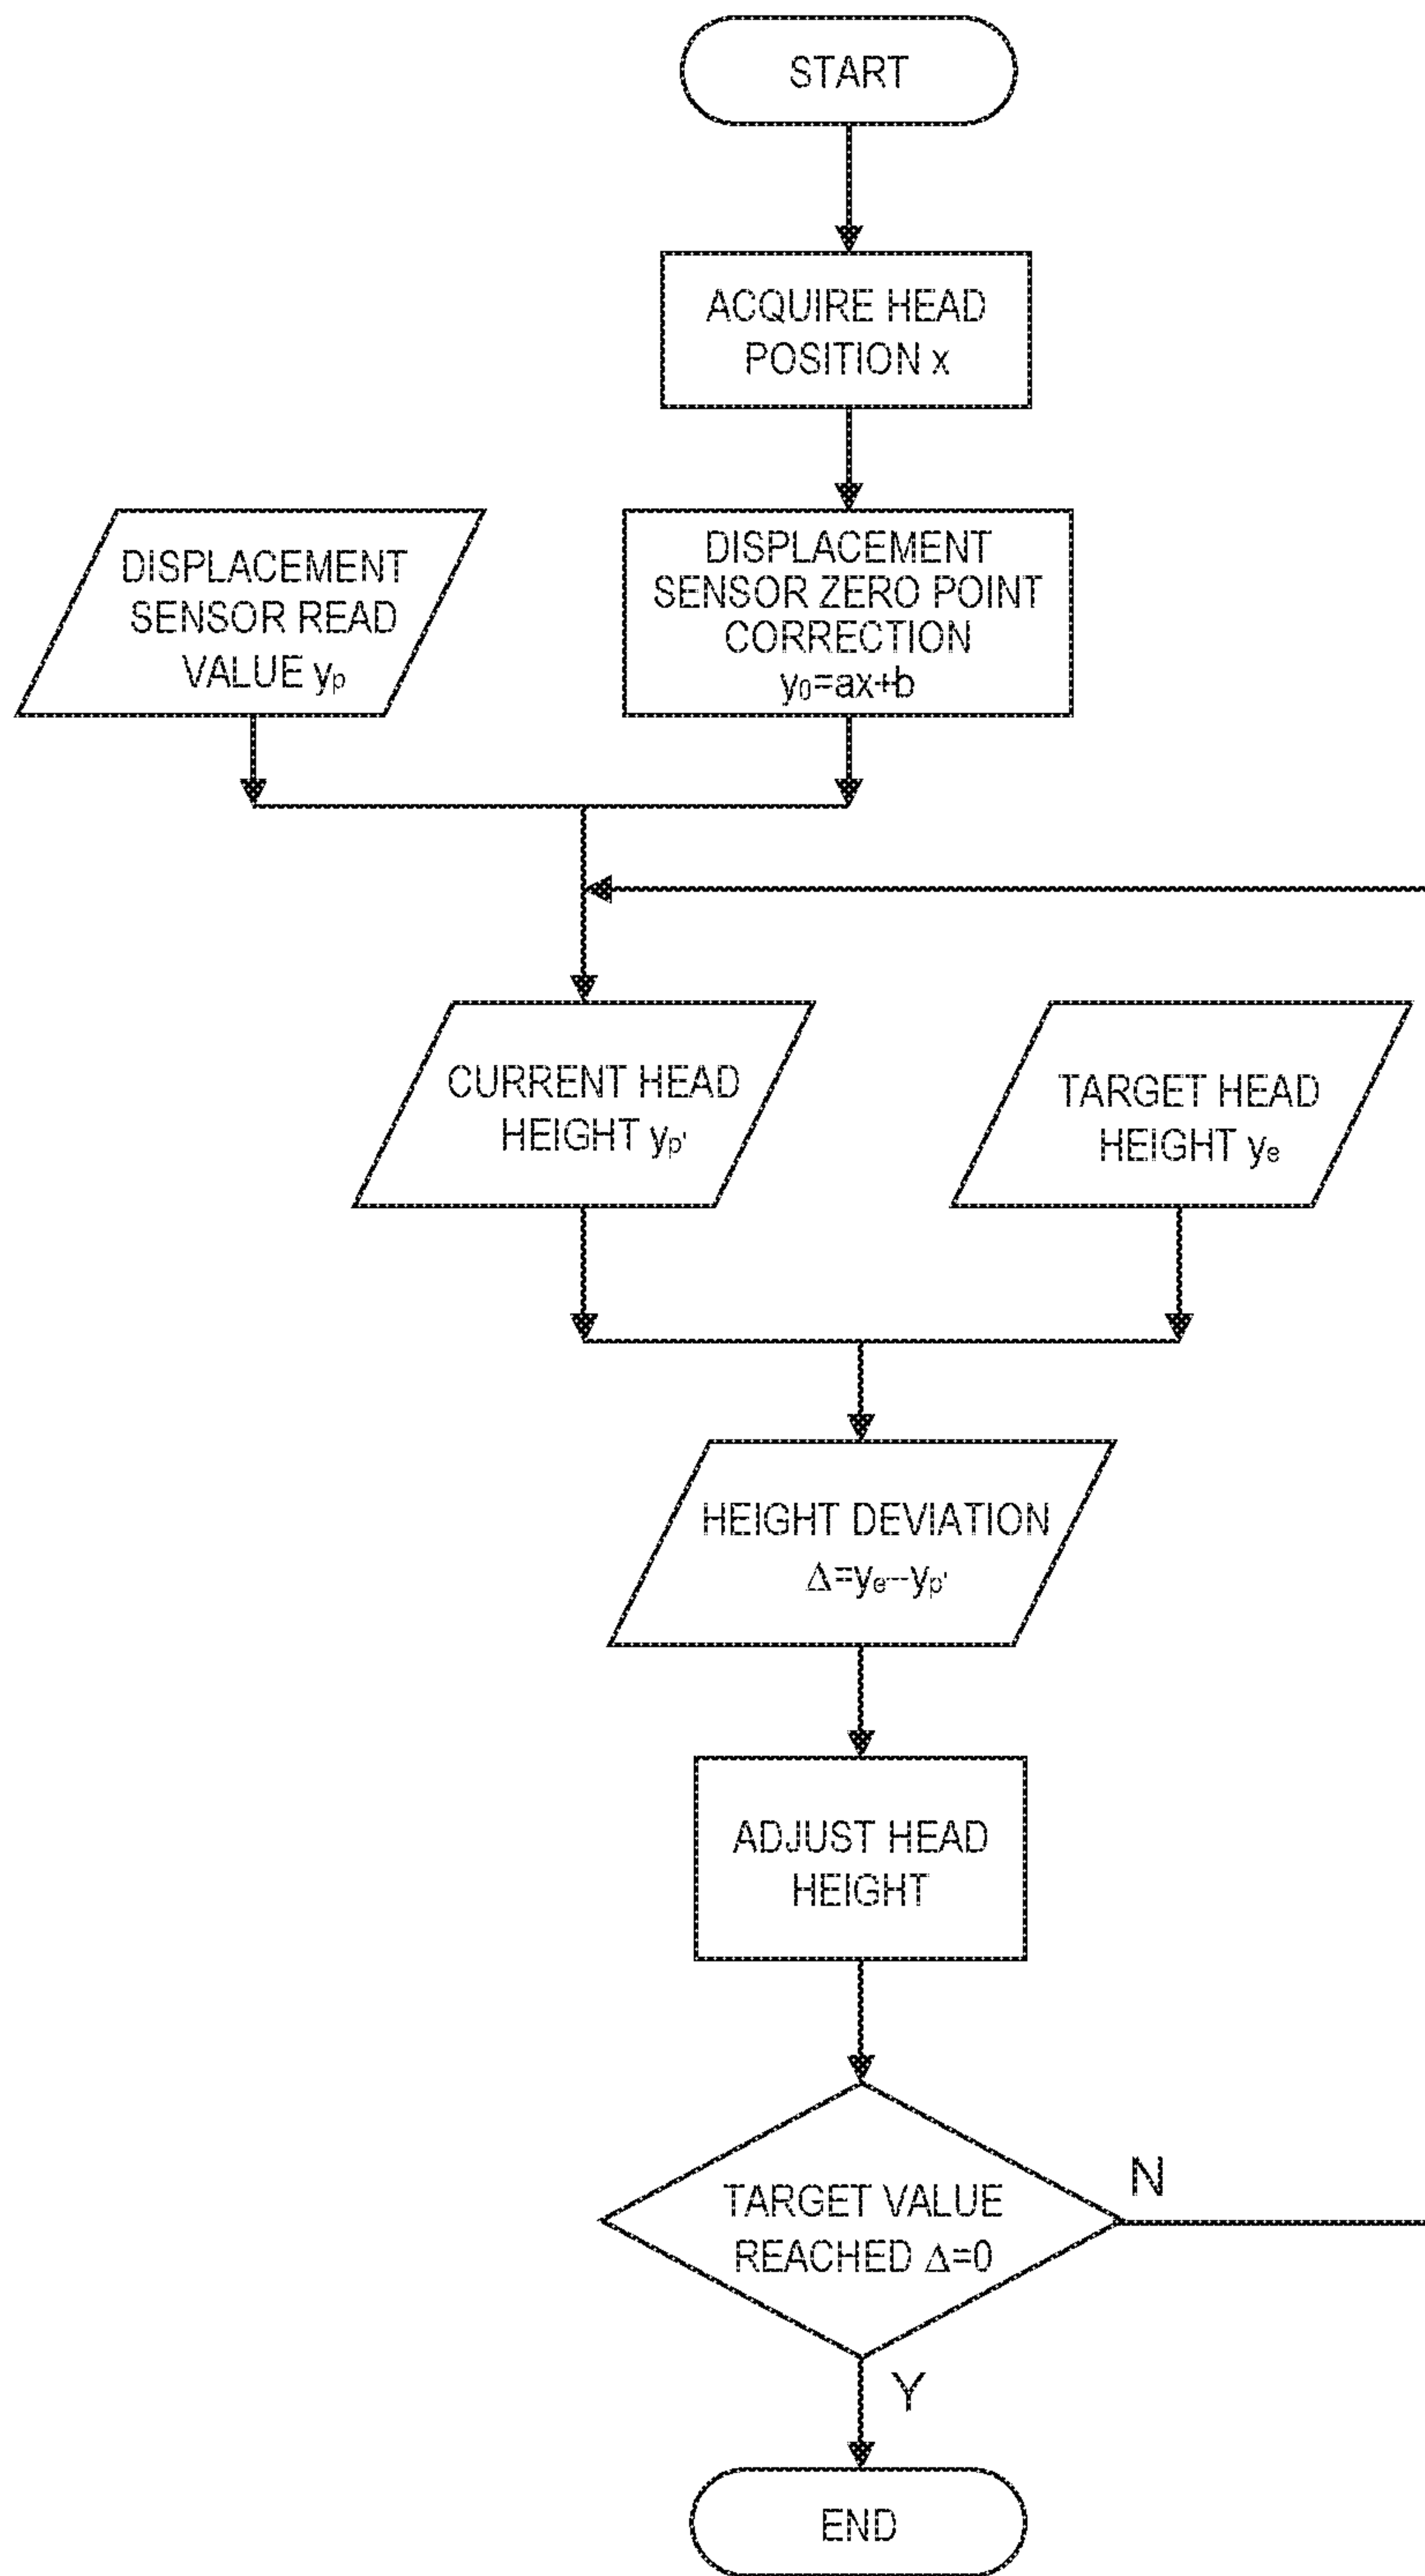 START
ACQUIRE HEAD
POSITION x
DISPLACEMENT
SENSOR READ
VALUE yp
DISPLACEMENT
SENSOR ZERO POINT
CORRECTION
y0=ax+b
CURRENT HEAD
HEIGHT yp'
TARGET HEAD
HEIGHT ye
HEIGHT DEVIATION
Δ=ye-yp'
ADJUST HEAD
HEIGHT
TARGET VALUE
REACHED Δ=0
N
Y
END